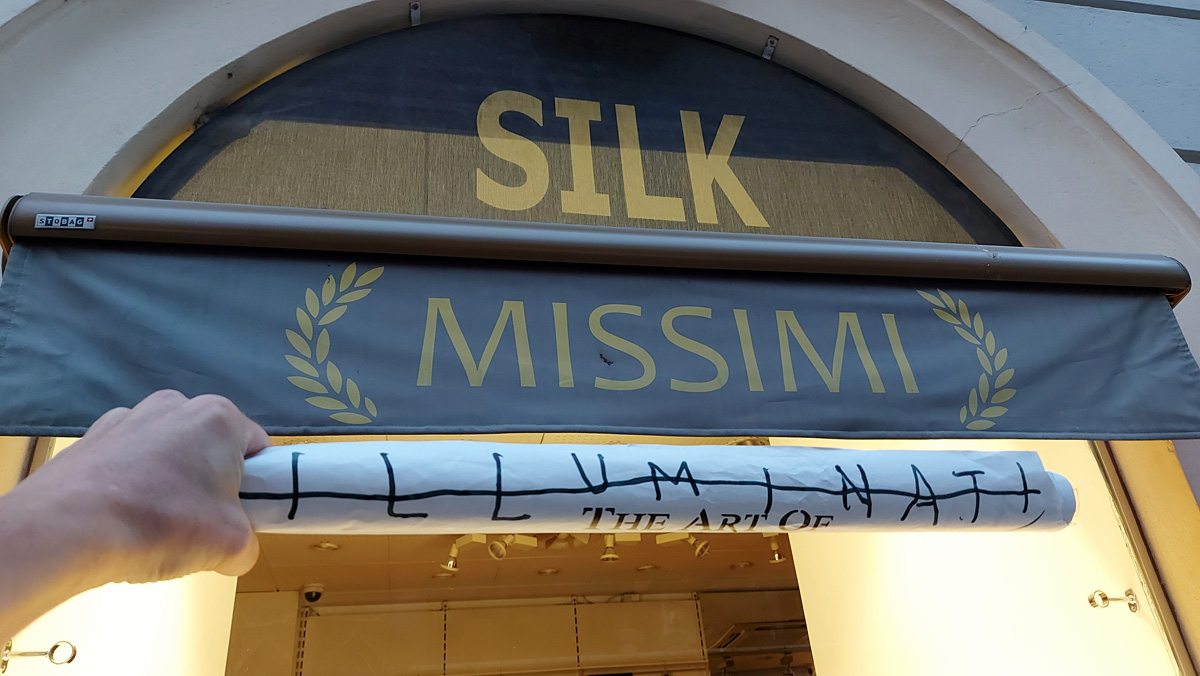 SILK
STOBAG
MISSIMI
ILLUMINATI
THE ART OF